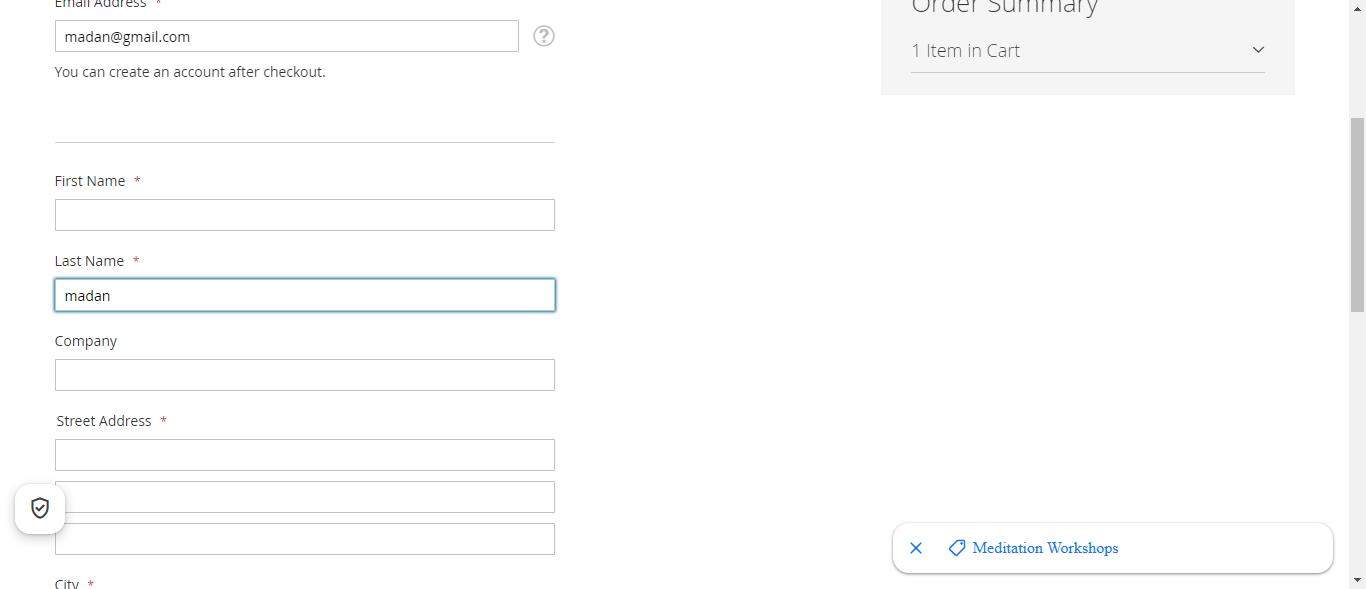 Email Address *
madan@gmail.com
You can create an account after checkout.
First Name *
Last Name *
madan
Company
Street Address *
City *
Order Summary
1 Item in Cart
Meditation Workshops